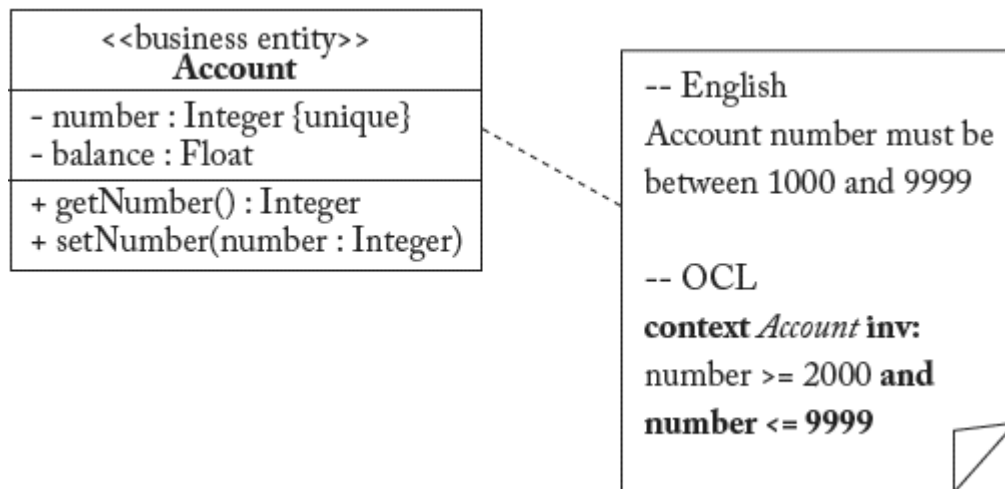 <<business entity>>
Account
- number : Integer {unique}
- balance : Float
+ getNumber() : Integer
+ setNumber(number : Integer)
-- English
Account number must be
between 1000 and 9999
-- OCL
context Account inv:
number >= 2000 and
number <= 9999